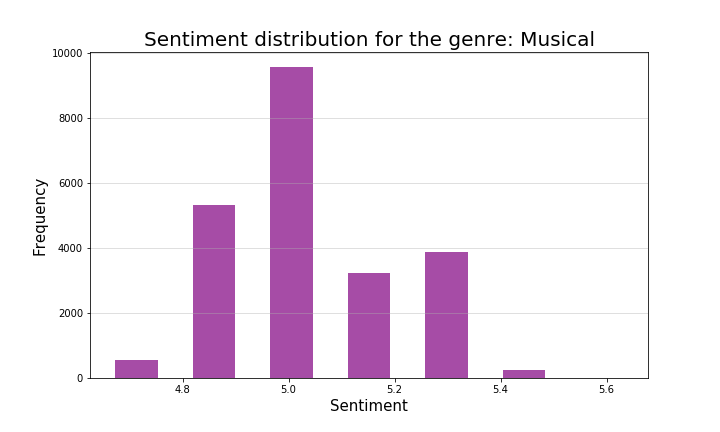 Sentiment distribution for the genre: Musical
10000
8000
6000
4000
2000
0
Frequency
4.8 5.0 5.2 5.4 5.6
Sentiment